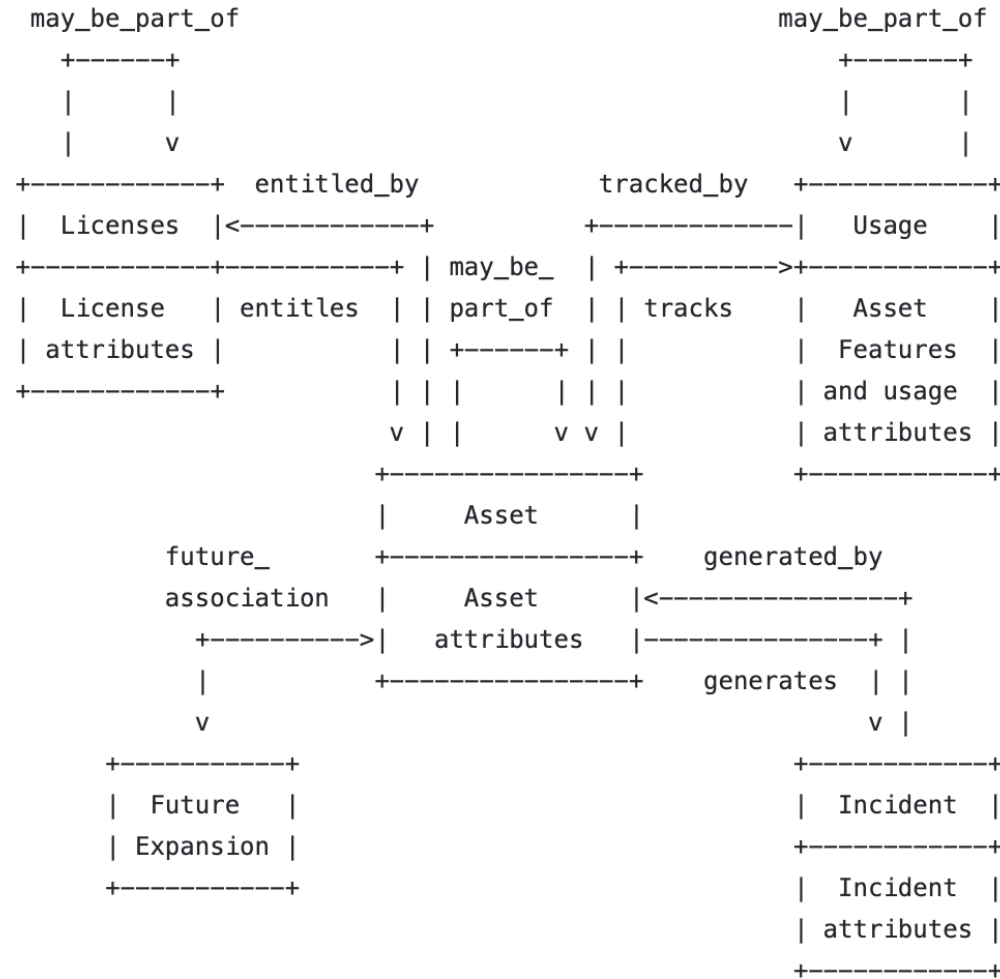 may_be_part_of may_be_part_of
entitled_by tracked_by
Licenses Usage
may_be_
License entitles part_of tracks Asset
attributes Features
and usage
attributes
Asset
future_ generated_by
association Asset
attributes
generates
Future Incident
Expansion
Incident
attributes